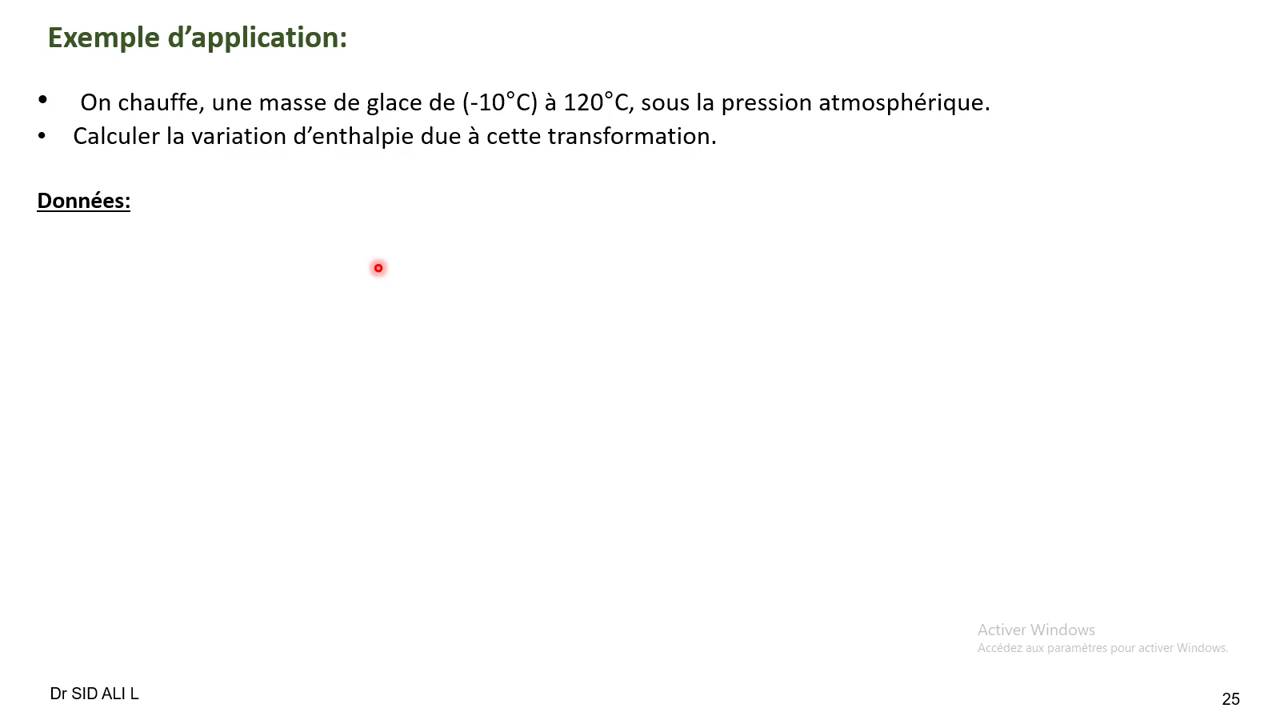 Exemple d’application:
• On chauffe, une masse de glace de (-10°C) à 120°C, sous la pression atmosphérique.
• Calculer la variation d’enthalpie due à cette transformation.
Données:
Activer Windows
Accédez aux paramètres pour activer Windows.
Dr SID ALI L
25